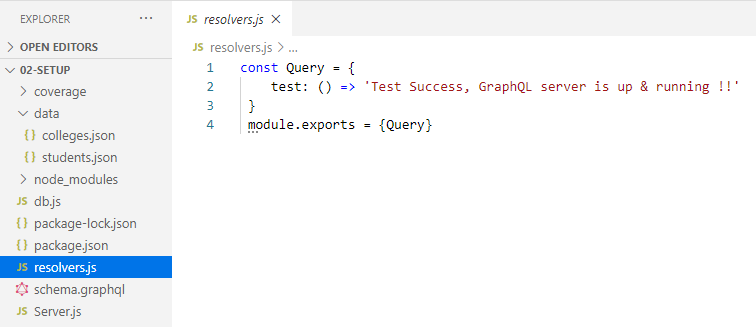 EXPLORER ···
JS resolvers.js ×
OPEN EDITORS
JS resolvers.js > ...
02-SETUP
coverage
data
{} colleges.json
{} students.json
node_modules
JS db.js
{} package-lock.json
{} package.json
JS resolvers.js
schema.graphql
JS Server.js
1 const Query = {
2 test: () => 'Test Success, GraphQL server is up & running !!'
3 }
4 module.exports = {Query}